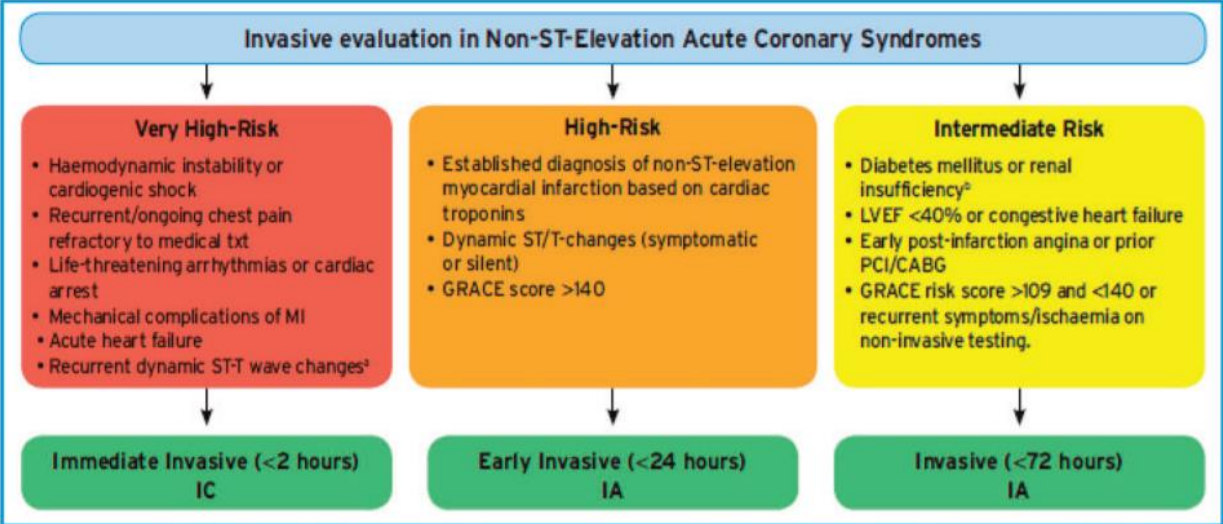 Invasive evaluation in Non-ST-Elevation Acute Coronary Syndromes
Very High-Risk
• Haemodynamic instability or
cardiogenic shock
• Recurrent/ongoing chest pain
refractory to medical txt
• Life-threatening arrhythmias or cardiac
arrest
• Mechanical complications of MI
• Acute heart failure
• Recurrent dynamic ST-T wave changesª
Immediate Invasive (<2 hours)
IC
High-Risk
• Established diagnosis of non-ST-elevation
myocardial infarction based on cardiac
troponins
• Dynamic ST/T-changes (symptomatic
or silent)
• GRACE score >140
Early Invasive (<24 hours)
IA
Intermediate Risk
• Diabetes mellitus or renal
insufficiencyᵇ
• LVEF <40% or congestive heart failure
• Early post-infarction angina or prior
PCI/CABG
• GRACE risk score >109 and <140 or
recurrent symptoms/ischaemia on
non-invasive testing.
Invasive (<72 hours)
IA